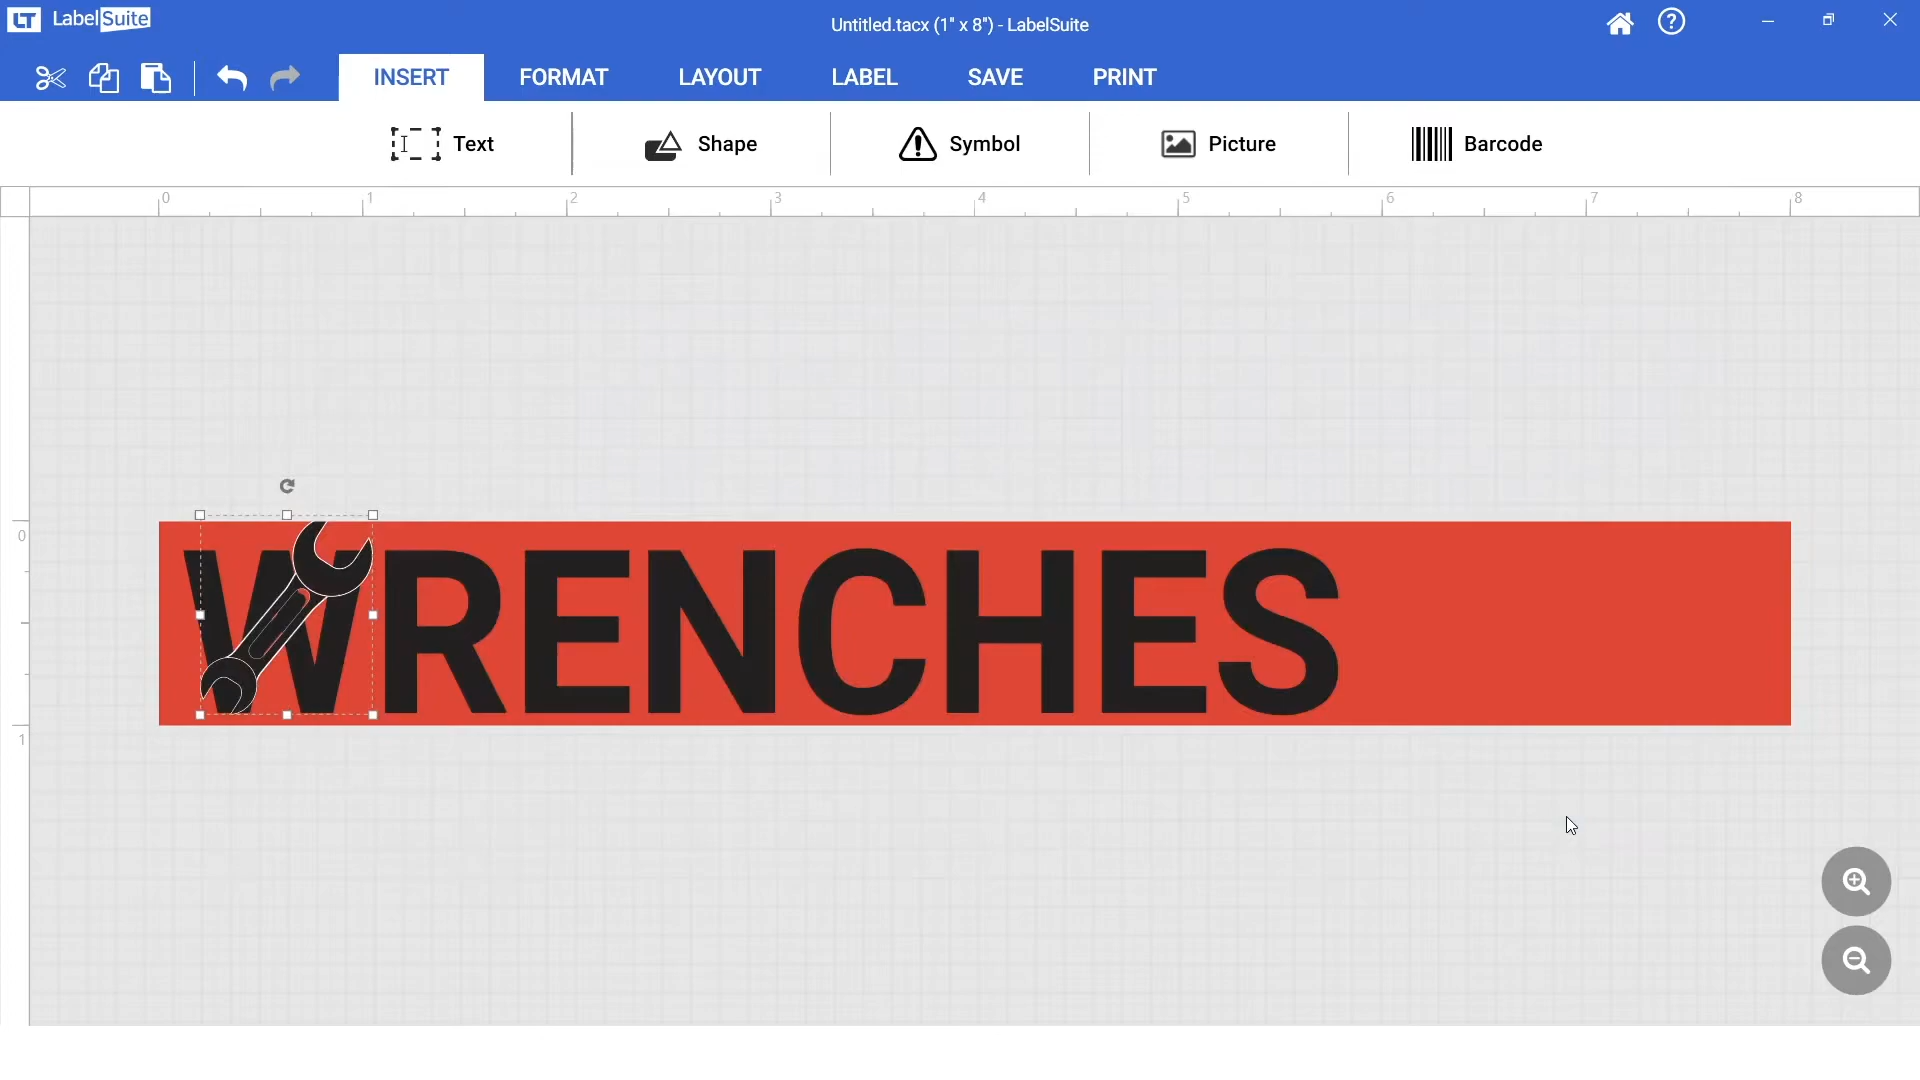 LT LabelSuite
Untitled.tacx (1" x 8") - LabelSuite
INSERT FORMAT LAYOUT LABEL SAVE PRINT
Text Shape Symbol Picture Barcode
0 1 2 3 4 5 6 7 8
0
WRENCHES
1